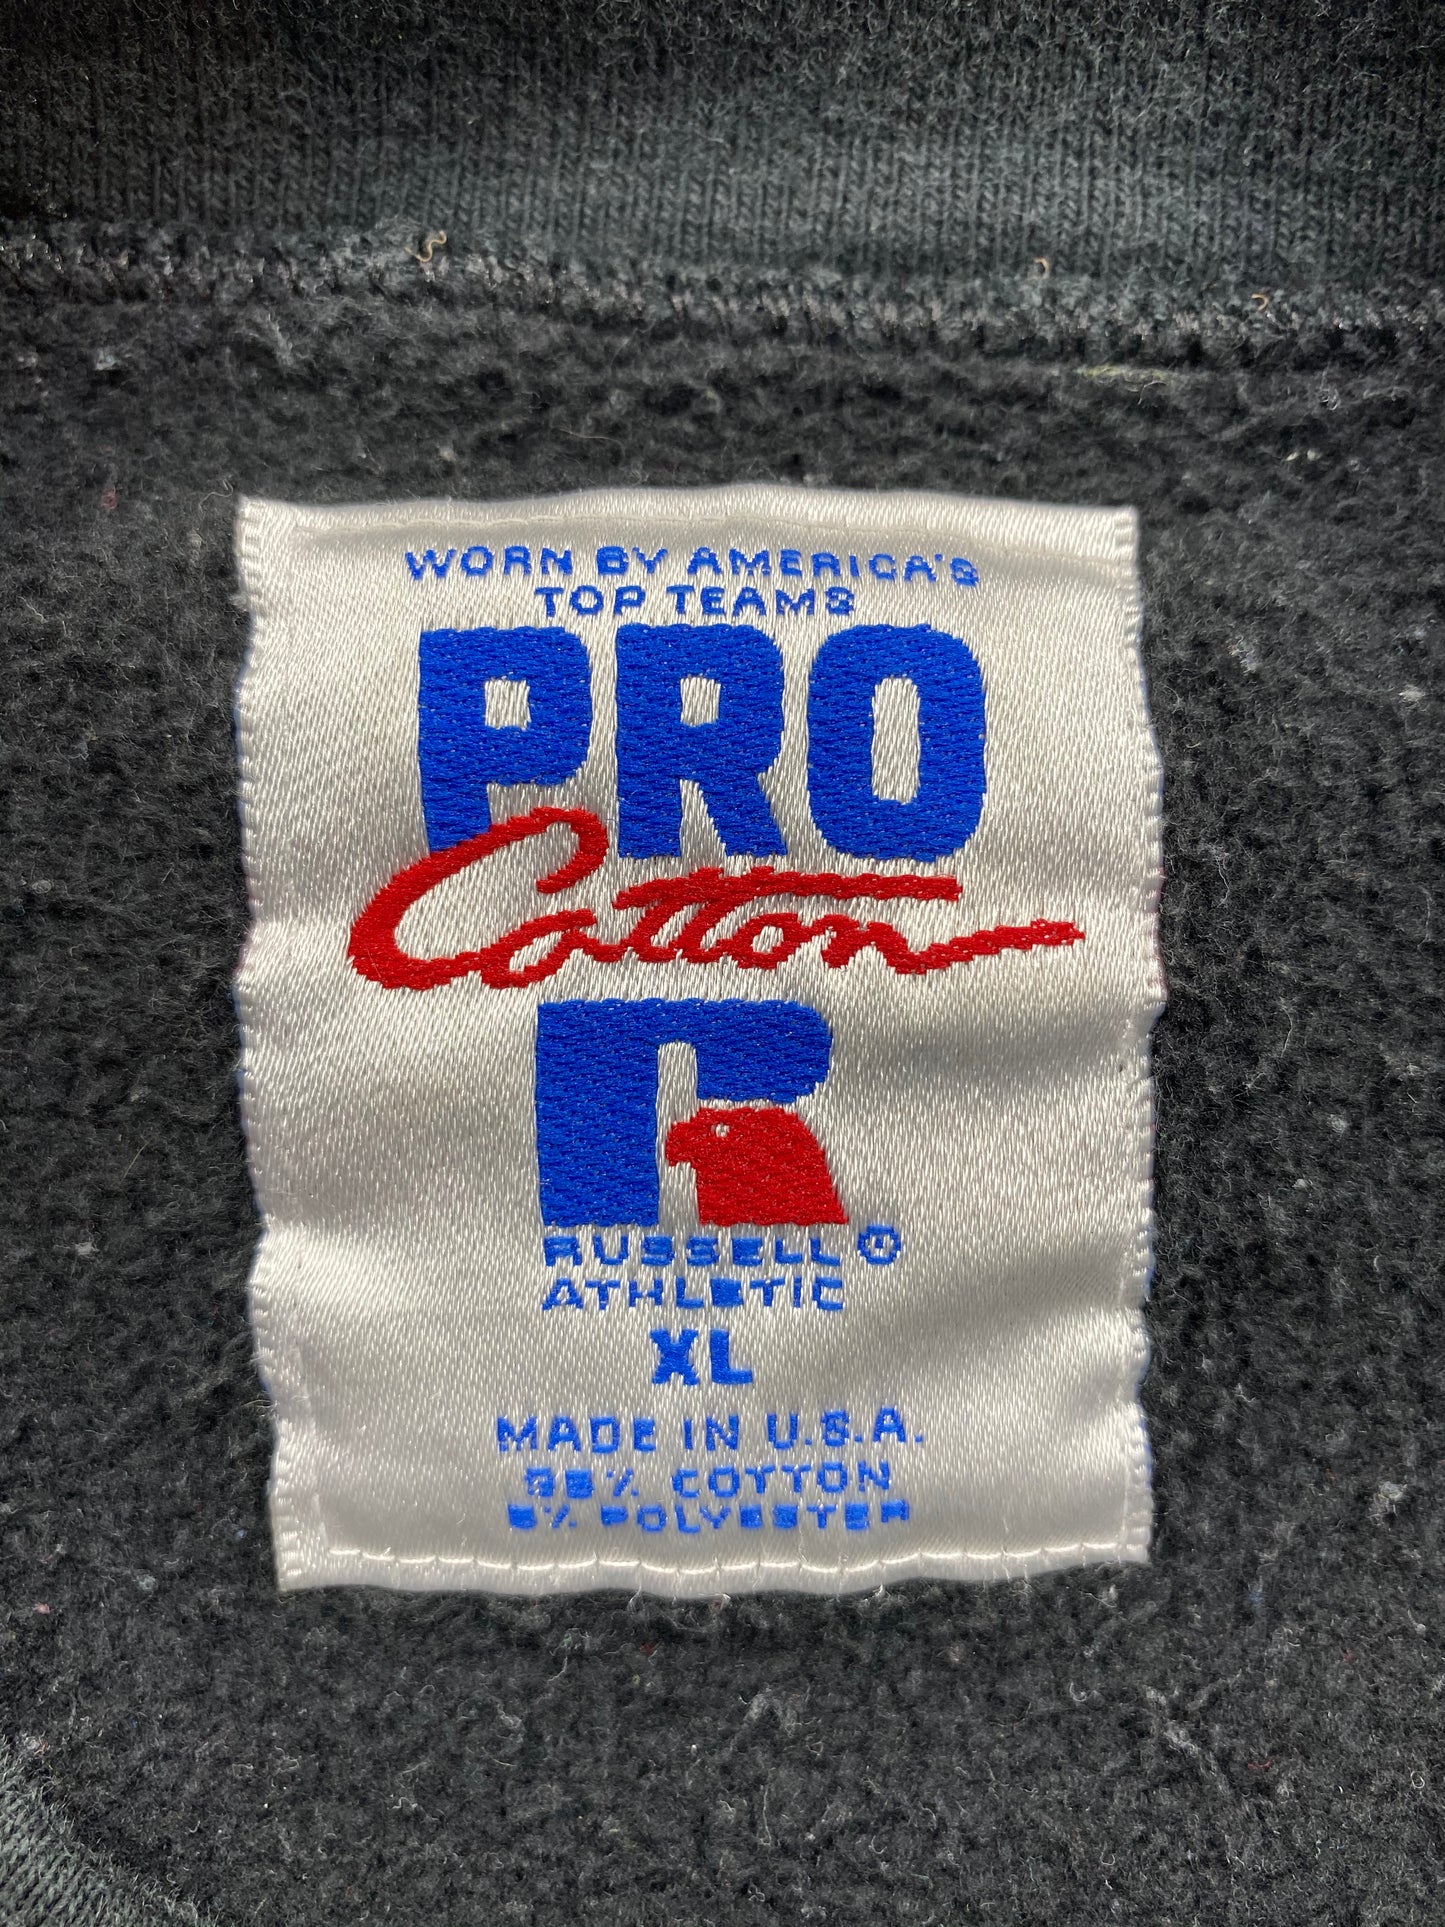 WORN BY AMERICA'S
TOP TEAMS
PRO
Cotton
R
RUSSELL ®
ATHLETIC
XL
MADE IN U.S.A.
95% COTTON
5% POLYESTER